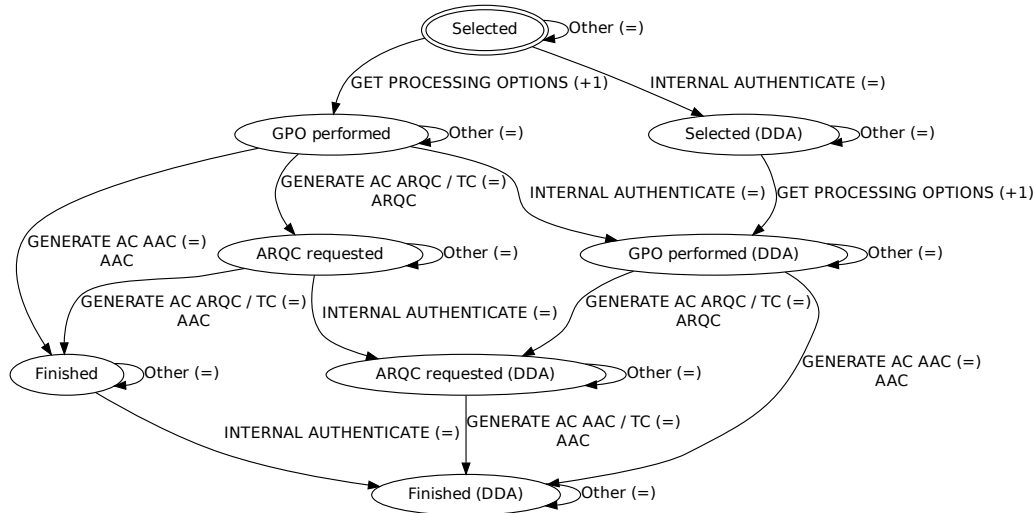 Selected
Other (=)
GET PROCESSING OPTIONS (+1)
INTERNAL AUTHENTICATE (=)
GPO performed
Other (=)
Selected (DDA)
Other (=)
GENERATE AC ARQC / TC (=)
ARQC
INTERNAL AUTHENTICATE (=)
GET PROCESSING OPTIONS (+1)
GENERATE AC AAC (=)
AAC
ARQC requested
Other (=)
GPO performed (DDA)
Other (=)
GENERATE AC ARQC / TC (=)
AAC
INTERNAL AUTHENTICATE (=)
GENERATE AC ARQC / TC (=)
ARQC
GENERATE AC AAC (=)
AAC
Finished
Other (=)
ARQC requested (DDA)
Other (=)
INTERNAL AUTHENTICATE (=)
GENERATE AC AAC / TC (=)
AAC
Finished (DDA)
Other (=)